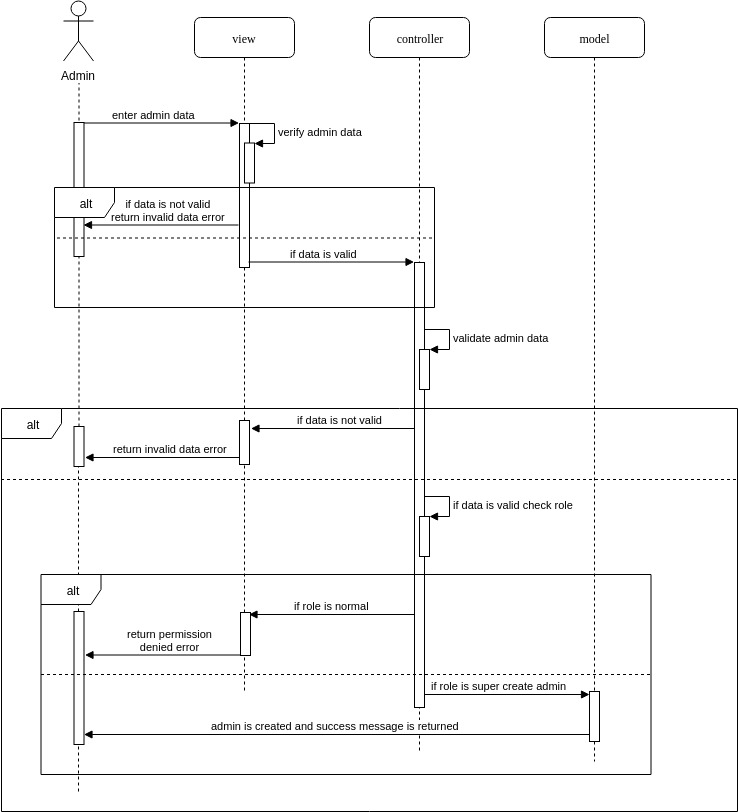 view
controller
model
Admin
enter admin data
verify admin data
alt
if data is not valid
return invalid data error
if data is valid
validate admin data
alt
if data is not valid
return invalid data error
if data is valid check role
alt
if role is normal
return permission
denied error
if role is super create admin
admin is created and success message is returned